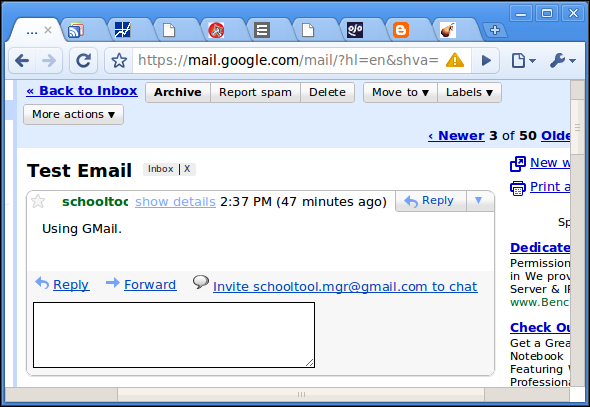 ...
https://mail.google.com/mail/?hl=en&shva=
« Back to Inbox Archive Report spam Delete Move to Labels
More actions
‹ Newer 3 of 50 Olde
Test Email Inbox X
New w
Print a
schooltoc show details 2:37 PM (47 minutes ago) Reply
Using GMail.
Reply Forward Invite schooltool.mgr@gmail.com to chat
Sp
Dedicate
Permission
in We prov
Server & IP
www.Benc
Check Ou
Get a Grea
Notebook
Featuring W
Professiona